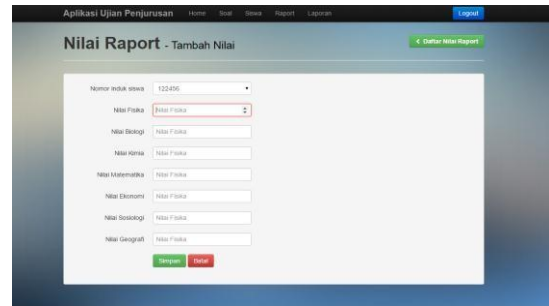 Aplikasi Ujian Penjurusan Home Soal Siswa Raport Laporan Logout
Nilai Raport - Tambah Nilai
Daftar Nilai Raport
Nomor Induk siswa 122456
Nilai Fisika Nilai Fisika
Nilai Biologi Nilai Fisika
Nilai Kimia Nilai Fisika
Nilai Matematika Nilai Fisika
Nilai Ekonomi Nilai Fisika
Nilai Sosiologi Nilai Fisika
Nilai Geografi Nilai Fisika
Simpan Batal